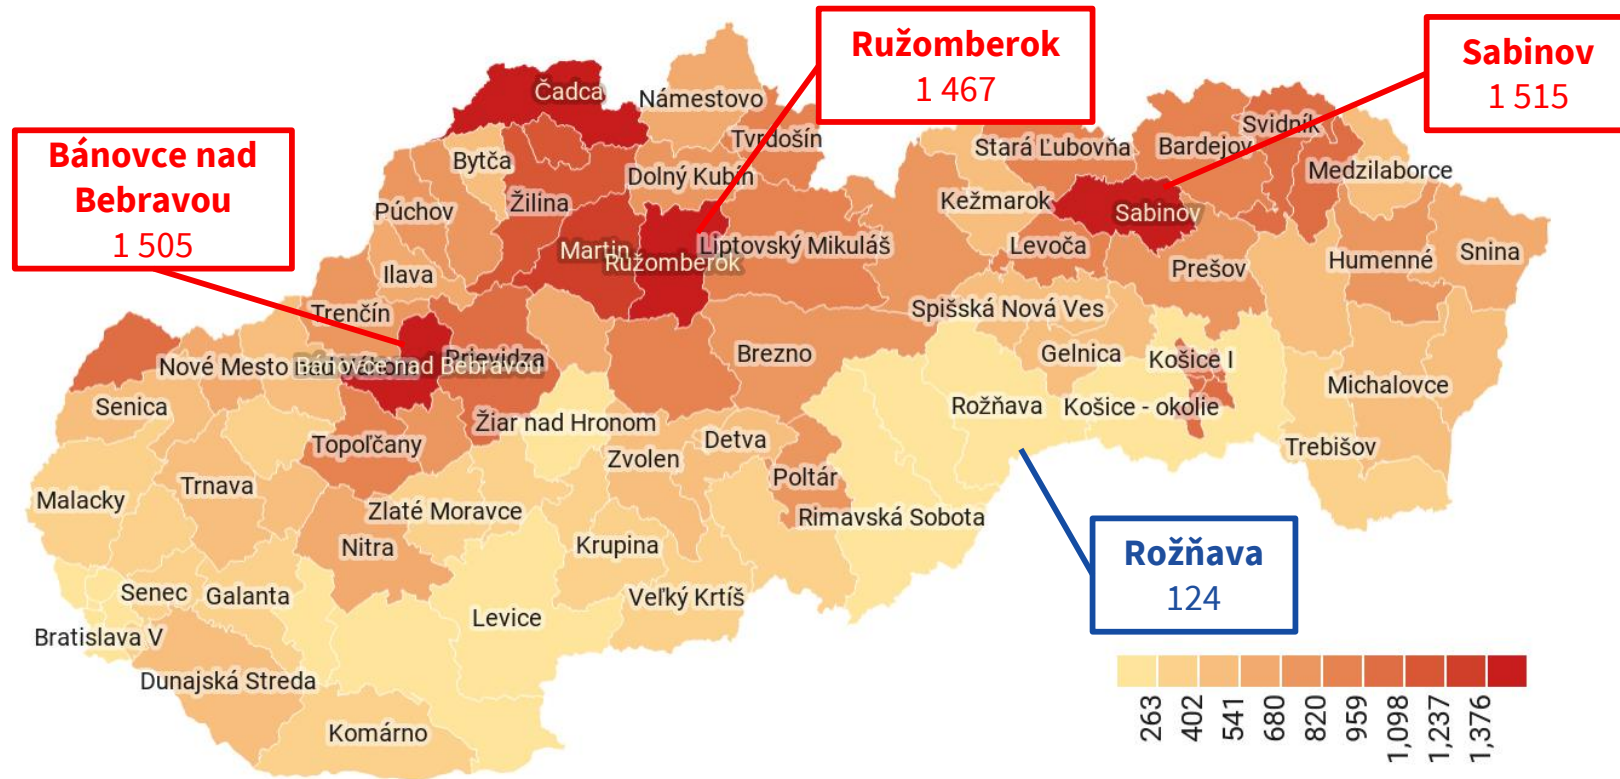 Ružomberok
1 467
Sabinov
1 515
Bánovce nad
Bebravou
1 505
Rožňava
124
Čadca
Námestovo
Tvrdošín
Svidník
Stará Ľubovňa
Bardejov
Bytča
Medzilaborce
Dolný Kubín
Žilina
Kežmarok
Púchov
Sabinov
Martin
Ružomberok
Liptovský Mikuláš
Levoča
Ilava
Prešov
Humenné
Snina
Trenčín
Spišská Nová Ves
Brezno
Gelnica
Košice I
Nové Mesto nad
Bánovce nad Bebravou
Prievidza
Michalovce
Senica
Rožňava
Košice - okolie
Žiar nad Hronom
Topoľčany
Detva
Zvolen
Trebišov
Poltár
Trnava
Malacky
Zlaté Moravce
Rimavská Sobota
Nitra
Krupina
Senec
Galanta
Veľký Krtíš
Levice
Bratislava V
Dunajská Streda
Komárno
263
402
541
680
820
959
1,098
1,237
1,376